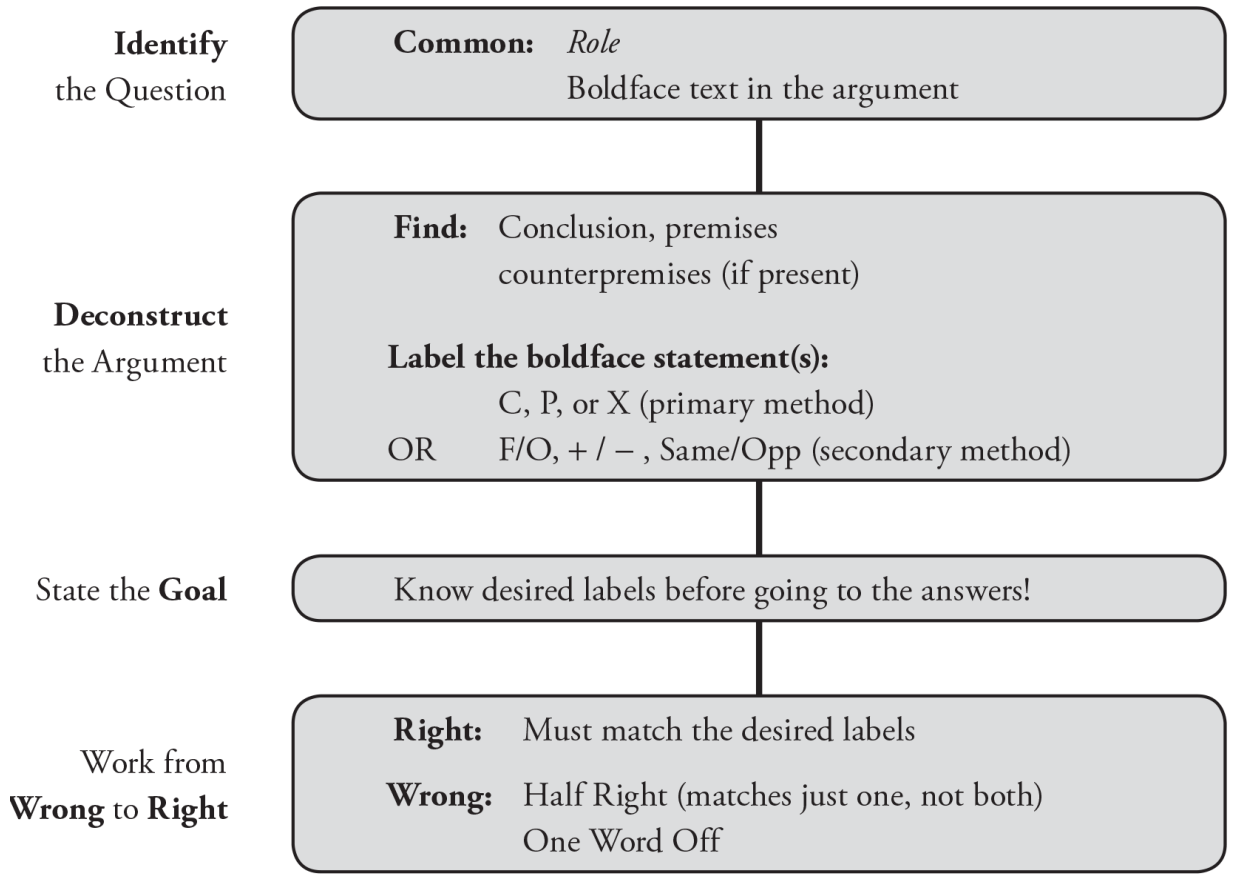 Identify
the Question
Common: Role
Boldface text in the argument
Deconstruct
the Argument
Find: Conclusion, premises
counterpremises (if present)
Label the boldface statement(s):
C, P, or X (primary method)
OR F/O, + / − , Same/Opp (secondary method)
State the Goal
Know desired labels before going to the answers!
Work from
Wrong to Right
Right: Must match the desired labels
Wrong: Half Right (matches just one, not both)
One Word Off